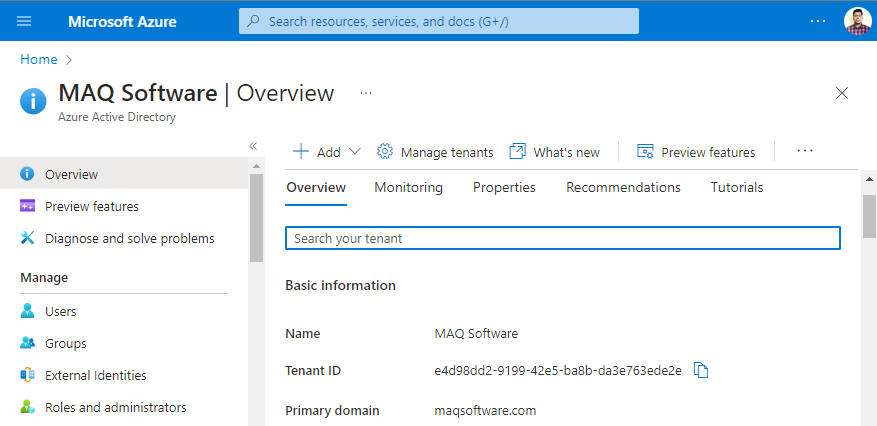 Microsoft Azure
Search resources, services, and docs (G+/)
...
Home >
MAQ Software | Overview ...
Azure Active Directory
Overview
Preview features
Diagnose and solve problems
Manage
Users
Groups
External Identities
Roles and administrators
Add
Manage tenants
What's new
Preview features
...
Overview Monitoring Properties Recommendations Tutorials
Search your tenant
Basic information
Name MAQ Software
Tenant ID e4d98dd2-9199-42e5-ba8b-da3e763ede2e
Primary domain maqsoftware.com